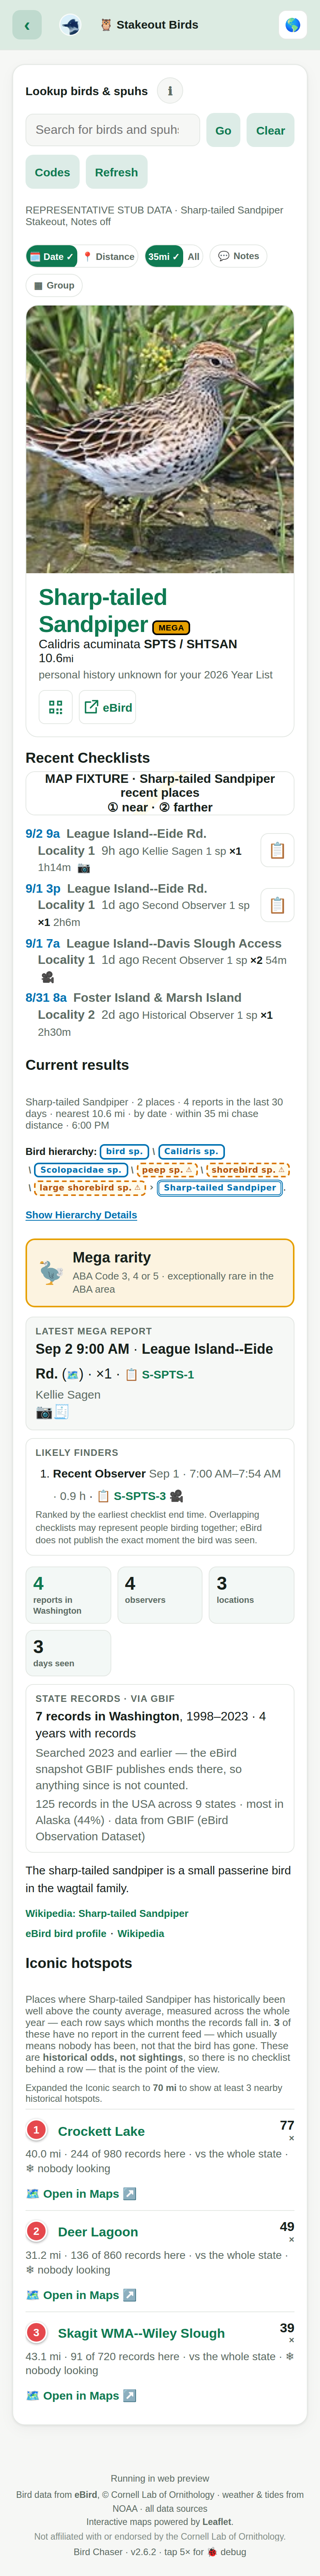 ‹ 🦉 Stakeout Birds 🌎
Lookup birds & spuhs ℹ
Search for birds and spuhs Go Clear
Codes Refresh
REPRESENTATIVE STUB DATA · Sharp-tailed Sandpiper
Stakeout, Notes off
🗓️ Date ✓ 📍 Distance 35mi ✓ All 💬 Notes
▦ Group
Sharp-tailed
Sandpiper MEGA
Calidris acuminata SPTS / SHTSAN
10.6mi
personal history unknown for your 2026 Year List
eBird
Recent Checklists
MAP FIXTURE · Sharp-tailed Sandpiper
recent places
① near · ② farther
9/2 9a League Island--Eide Rd.
Locality 1 9h ago Kellie Sagen 1 sp ×1
1h14m 📷
📋
9/1 3p League Island--Eide Rd.
Locality 1 1d ago Second Observer 1 sp
×1 2h6m
📋
9/1 7a League Island--Davis Slough Access
Locality 1 1d ago Recent Observer 1 sp ×2 54m
🎥
8/31 8a Foster Island & Marsh Island
Locality 2 2d ago Historical Observer 1 sp ×1
2h30m
Current results
Sharp-tailed Sandpiper · 2 places · 4 reports in the last 30
days · nearest 10.6 mi · by date · within 35 mi chase
distance · 6:00 PM
Bird hierarchy: bird sp. \ Calidris sp.
\ Scolopacidae sp. \ peep sp. ⚠ \ shorebird sp. ⚠
\ large shorebird sp. ⚠ › Sharp-tailed Sandpiper.
Show Hierarchy Details
🦤 Mega rarity
ABA Code 3, 4 or 5 · exceptionally rare in the
ABA area
LATEST MEGA REPORT
Sep 2 9:00 AM · League Island--Eide
Rd. (🗺️) · ×1 · 📋 S-SPTS-1
Kellie Sagen
📷🧾
LIKELY FINDERS
1. Recent Observer Sep 1 · 7:00 AM–7:54 AM
· 0.9 h · 📋 S-SPTS-3 🎥
Ranked by the earliest checklist end time. Overlapping
checklists may represent people birding together; eBird
does not publish the exact moment the bird was seen.
4 4 3
reports in observers locations
Washington
3
days seen
STATE RECORDS · VIA GBIF
7 records in Washington, 1998–2023 · 4
years with records
Searched 2023 and earlier — the eBird
snapshot GBIF publishes ends there, so
anything since is not counted.
125 records in the USA across 9 states · most in
Alaska (44%) · data from GBIF (eBird
Observation Dataset)
The sharp-tailed sandpiper is a small passerine bird
in the wagtail family.
Wikipedia: Sharp-tailed Sandpiper
eBird bird profile · Wikipedia
Iconic hotspots
Places where Sharp-tailed Sandpiper has historically been
well above the county average, measured across the whole
year — each row says which months the records fall in. 3 of
these have no report in the current feed — which usually
means nobody has been, not that the bird has gone. These
are historical odds, not sightings, so there is no checklist
behind a row — that is the point of the view.
Expanded the Iconic search to 70 mi to show at least 3 nearby
historical hotspots.
1 Crockett Lake 77
×
40.0 mi · 244 of 980 records here · vs the whole state ·
❄ nobody looking
🗺️ Open in Maps ↗️
2 Deer Lagoon 49
×
31.2 mi · 136 of 860 records here · vs the whole state ·
❄ nobody looking
🗺️ Open in Maps ↗️
3 Skagit WMA--Wiley Slough 39
×
43.1 mi · 91 of 720 records here · vs the whole state · ❄
nobody looking
🗺️ Open in Maps ↗️
Running in web preview
Bird data from eBird, © Cornell Lab of Ornithology · weather & tides from
NOAA · all data sources
Interactive maps powered by Leaflet.
Not affiliated with or endorsed by the Cornell Lab of Ornithology.
Bird Chaser · v2.6.2 · tap 5× for 🐞 debug